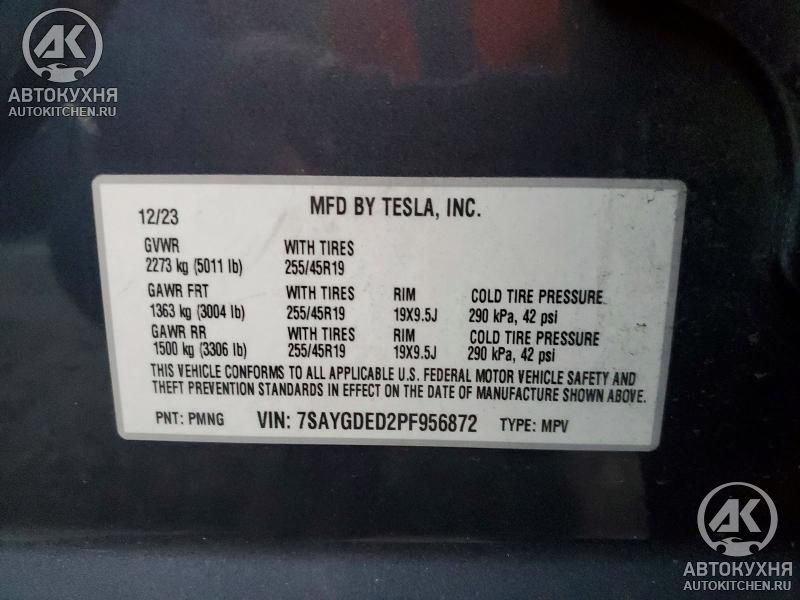 AK
АВТОКУХНЯ
AUTOKITCHEN.RU
12/23 MFD BY TESLA, INC.
GVWR WITH TIRES
2273 kg (5011 lb) 255/45R19
GAWR FRT WITH TIRES RIM COLD TIRE PRESSURE
1363 kg (3004 lb) 255/45R19 19X9.5J 290 kPa, 42 psi
GAWR RR WITH TIRES RIM COLD TIRE PRESSURE
1500 kg (3306 lb) 255/45R19 19X9.5J 290 kPa, 42 psi
THIS VEHICLE CONFORMS TO ALL APPLICABLE U.S. FEDERAL MOTOR VEHICLE SAFETY AND
THEFT PREVENTION STANDARDS IN EFFECT ON THE DATE OF MANUFACTURE SHOWN ABOVE.
PNT: PMNG VIN: 7SAYGDED2PF956872 TYPE: MPV
AK
АВТОКУХНЯ
AUTOKITCHEN.RU